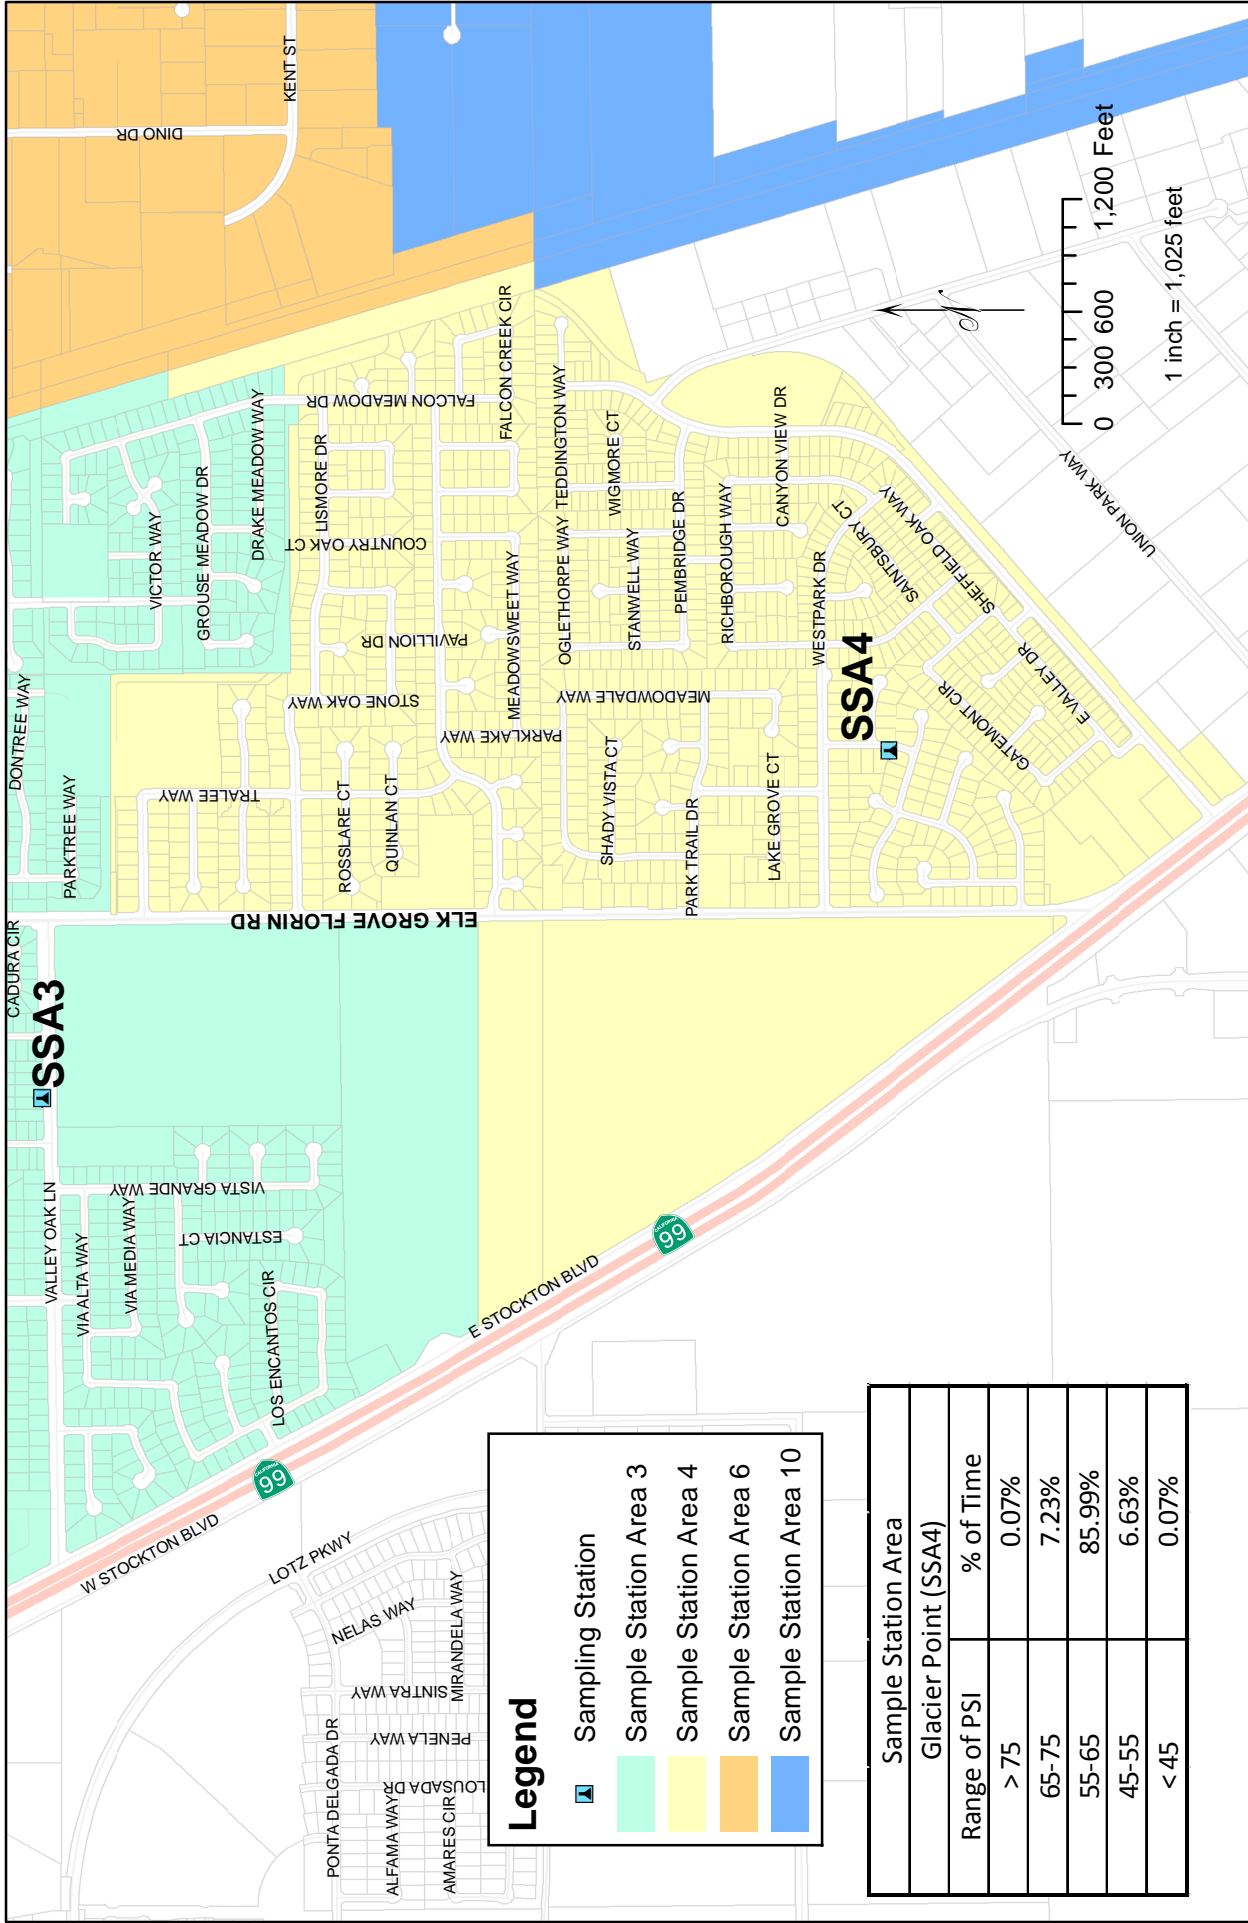 DINO DR
KENT ST
DONTREE WAY
PARKTREE WAY
VICTOR WAY
GROUSE MEADOW DR
DRAKE MEADOW WAY
CADURA CIR
SSA3
VALLEY OAK LN
VIA ALTA WAY
VIA MEDIA WAY
VISTA GRANDE WAY
ESTANCIA CT
LOS ENCANTOS CIR
ELK GROVE FLORIN RD
TRALEE WAY
ROSSLARE CT
QUINLAN CT
STONE OAK WAY
LISMORE DR
COUNTRY OAK CT
PAVILLION DR
FALCON MEADOW DR
FALCON CREEK CIR
MEADOWSWEET WAY
PARKLAKE WAY
OGLETHORPE WAY
TEDDINGTON WAY
WIGMORE CT
STANWELL WAY
PEMBRIDGE DR
MEADOWDALE WAY
SHADY VISTA CT
PARK TRAIL DR
LAKE GROVE CT
RICHBOROUGH WAY
CANYON VIEW DR
WESTPARK DR
SAINTSBURY CT
SHEFFIELD OAK WAY
SSA4
GATEMONT CIR
E VALLEY DR
UNION PARK WAY
E STOCKTON BLVD
CALIFORNIA
99
CALIFORNIA
99
W STOCKTON BLVD
LOTZ PKWY
NELAS WAY
MIRANDELA WAY
SINTRA WAY
PENELA WAY
LOUSADA DR
PONTA DELGADA DR
ALFAMA WAY
AMARES CIR
N
0 300 600 1,200 Feet
1 inch = 1,025 feet
Legend
Sampling Station
Sample Station Area 3
Sample Station Area 4
Sample Station Area 6
Sample Station Area 10
Sample Station Area
Glacier Point (SSA4)
Range of PSI % of Time
> 75 0.07%
65-75 7.23%
55-65 85.99%
45-55 6.63%
< 45 0.07%